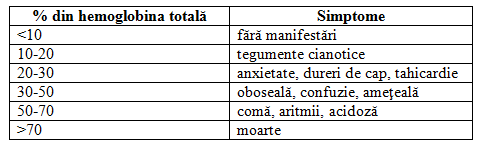 % din hemoglobina totală Simptome
<10 fără manifestări
10-20 tegumente cianotice
20-30 anxietate, dureri de cap, tahicardie
30-50 oboseală, confuzie, ameţeală
50-70 comă, aritmii, acidoză
>70 moarte